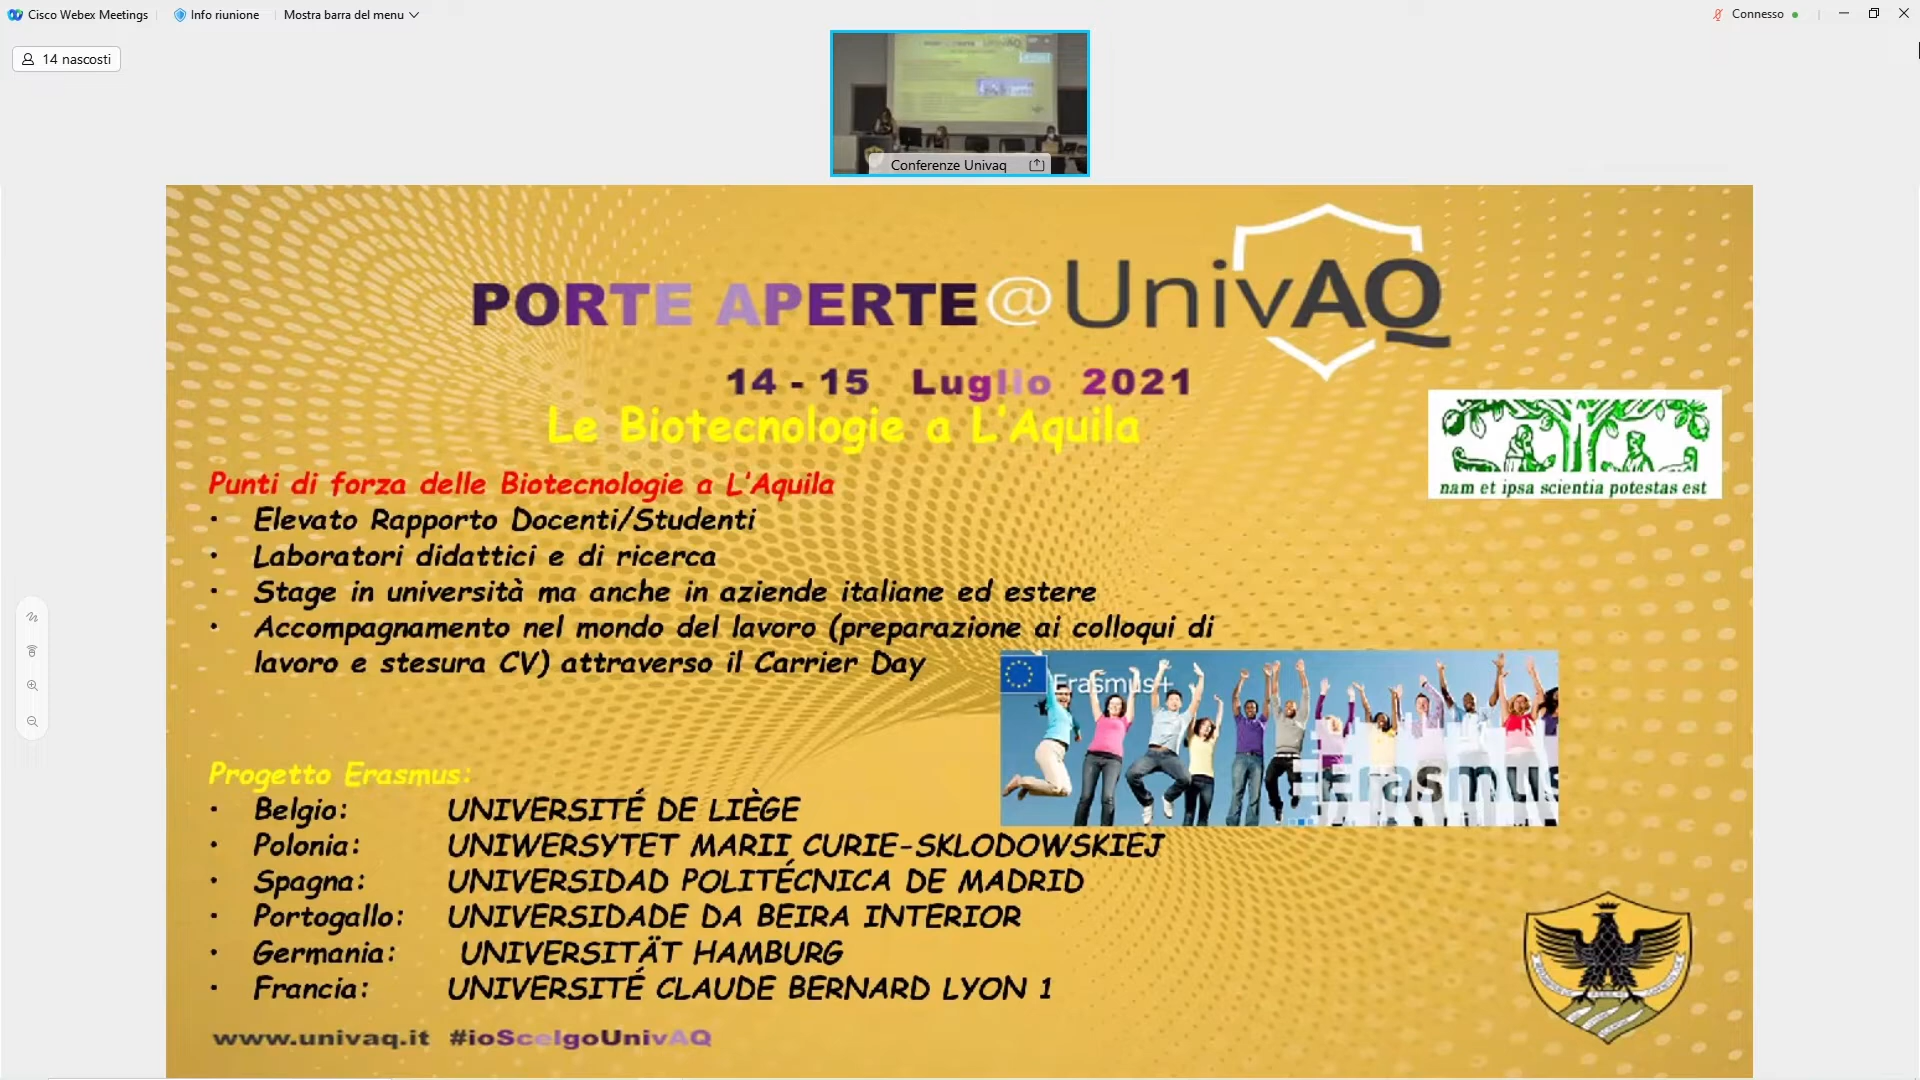 Cisco Webex Meetings
Info riunione
Mostra barra del menu
Connesso
14 nascosti
Conferenze Univaq
PORTE APERTE@UnivAQ
14 - 15 Luglio 2021
Le Biotecnologie a L'Aquila
nam et ipsa scientia potestas est
Punti di forza delle Biotecnologie a L'Aquila
• Elevato Rapporto Docenti/Studenti
• Laboratori didattici e di ricerca
• Stage in università ma anche in aziende italiane ed estere
• Accompagnamento nel mondo del lavoro (preparazione ai colloqui di
lavoro e stesura CV) attraverso il Carrier Day
Erasmus+
Erasmus
Progetto Erasmus:
• Belgio: UNIVERSITÉ DE LIÈGE
• Polonia: UNIWERSYTET MARII CURIE-SKLODOWSKIEJ
• Spagna: UNIVERSIDAD POLITÉCNICA DE MADRID
• Portogallo: UNIVERSIDADE DA BEIRA INTERIOR
• Germania: UNIVERSITÄT HAMBURG
• Francia: UNIVERSITÉ CLAUDE BERNARD LYON 1
www.univaq.it #ioScelgoUnivAQ